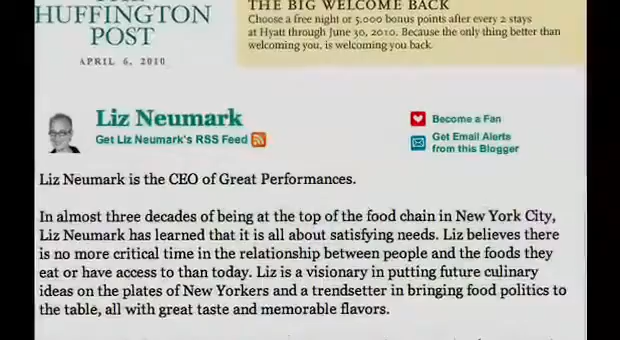 THE
HUFFINGTON
POST
APRIL 6, 2010
THE BIG WELCOME BACK
Choose a free night or 5,000 bonus points after every 2 stays
at Hyatt through June 30, 2010. Because the only thing better than
welcoming you, is welcoming you back.
Liz Neumark
Get Liz Neumark's RSS Feed
Become a Fan
Get Email Alerts
from this Blogger
Liz Neumark is the CEO of Great Performances.
In almost three decades of being at the top of the food chain in New York City,
Liz Neumark has learned that it is all about satisfying needs. Liz believes there
is no more critical time in the relationship between people and the foods they
eat or have access to than today. Liz is a visionary in putting future culinary
ideas on the plates of New Yorkers and a trendsetter in bringing food politics to
the table, all with great taste and memorable flavors.